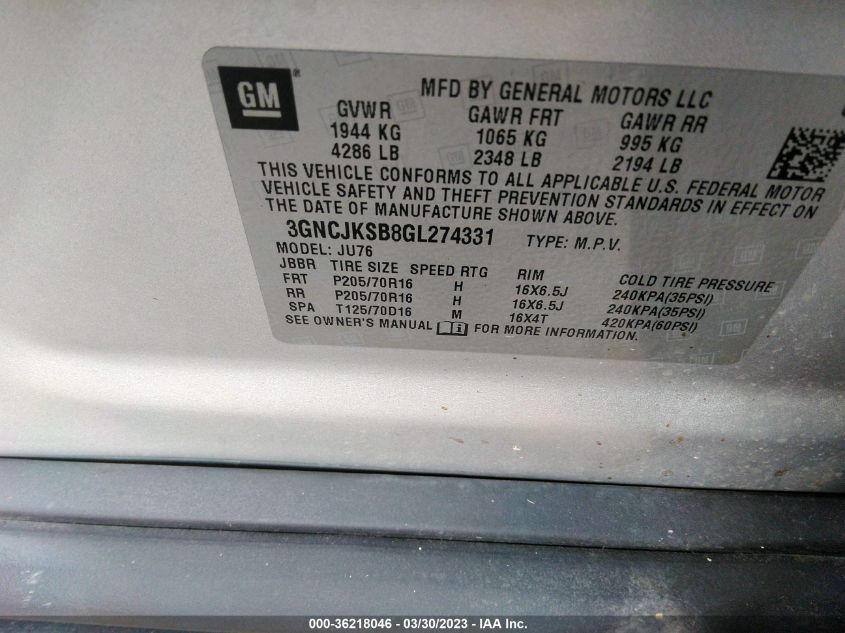 GM ®
MFD BY GENERAL MOTORS LLC
GVWR GAWR FRT GAWR RR
1944 KG 1065 KG 995 KG
4286 LB 2348 LB 2194 LB
THIS VEHICLE CONFORMS TO ALL APPLICABLE U.S. FEDERAL MOTOR
VEHICLE SAFETY AND THEFT PREVENTION STANDARDS IN EFFECT ON
THE DATE OF MANUFACTURE SHOWN ABOVE.
3GNCJKSB8GL274331 TYPE: M.P.V.
MODEL: JU76
JBBR TIRE SIZE SPEED RTG RIM COLD TIRE PRESSURE
FRT P205/70R16 H 16X6.5J 240KPA(35PSI)
RR P205/70R16 H 16X6.5J 240KPA(35PSI)
SPA T125/70D16 M 16X4T 420KPA(60PSI)
SEE OWNER'S MANUAL FOR MORE INFORMATION.
000-36218046 - 03/30/2023 - IAA Inc.